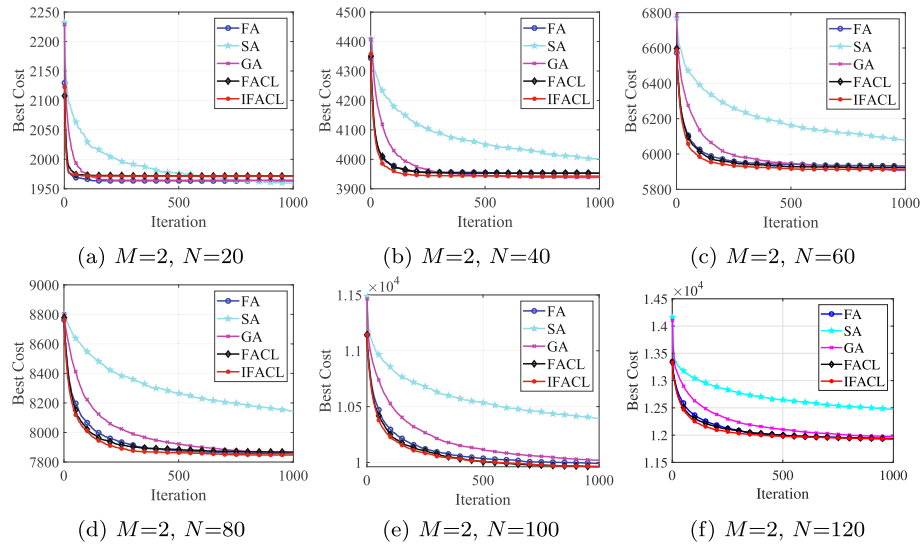 2250
2200
2150
2100
2050
2000
1950
Best Cost
FA
SA
GA
FACL
IFACL
0
500
1000
Iteration
(a) M=2, N=20
4400
4300
4200
4100
4000
3900
Best Cost
FA
SA
GA
FACL
IFACL
0
500
1000
Iteration
(b) M=2, N=40
6800
6600
6400
6200
6000
5800
Best Cost
FA
SA
GA
FACL
IFACL
0
500
1000
Iteration
(c) M=2, N=60
9000
8800
8600
8400
8200
8000
7800
Best Cost
FA
SA
GA
FACL
IFACL
0
500
1000
Iteration
(d) M=2, N=80
×10⁴
1.15
1.1
1.05
1
Best Cost
FA
SA
GA
FACL
IFACL
0
500
1000
Iteration
(e) M=2, N=100
×10⁴
1.45
1.4
1.35
1.3
1.25
1.2
1.15
Best Cost
FA
SA
GA
FACL
IFACL
0
500
1000
Iteration
(f) M=2, N=120